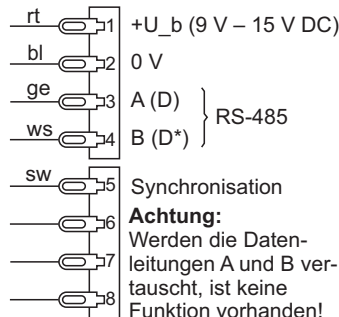 rt 1 +U_b (9 V – 15 V DC)
bl 2 0 V
ge 3 A (D)
RS-485
ws 4 B (D*)
sw 5 Synchronisation
6 Achtung:
Werden die Daten-
7 leitungen A und B ver-
tauscht, ist keine
8 Funktion vorhanden!